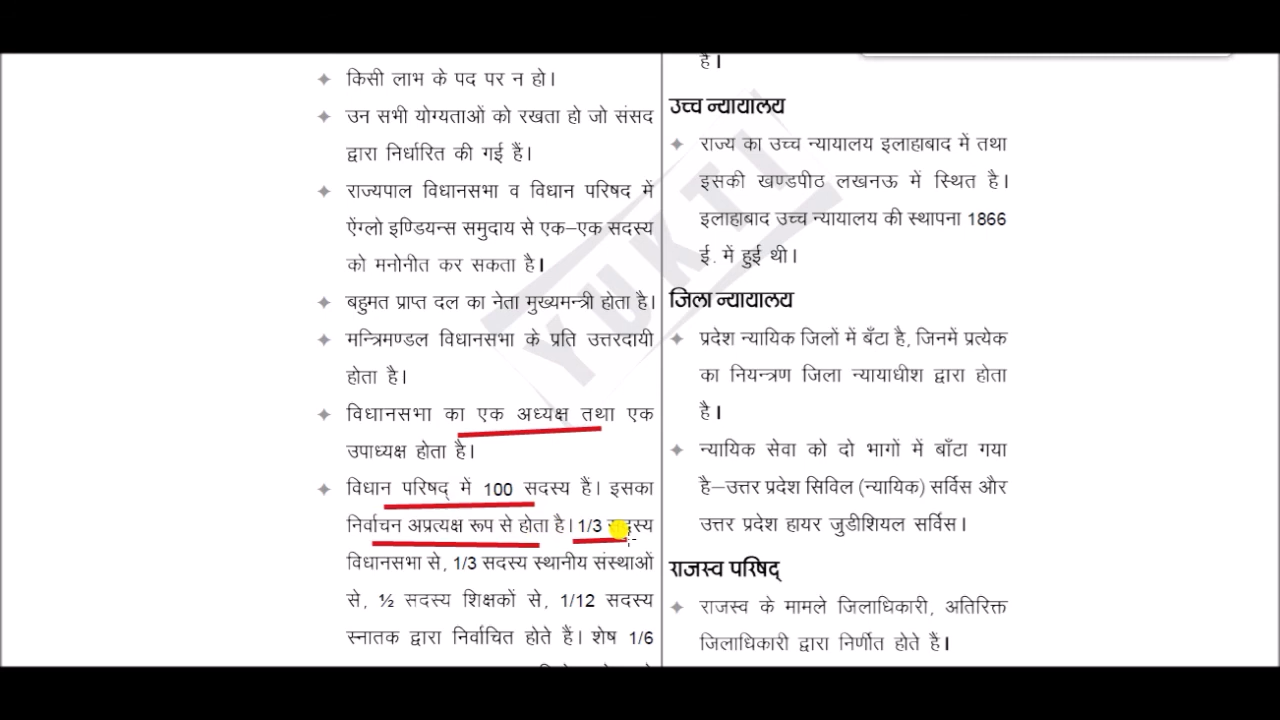 किसी लाभ के पद पर न हो।
उन सभी योग्यताओं को रखता हो जो संसद
द्वारा निर्धारित की गई हैं।
राज्यपाल विधानसभा व विधान परिषद में
ऐंग्लो इण्डियन्स समुदाय से एक–एक सदस्य
को मनोनीत कर सकता है।
बहुमत प्राप्त दल का नेता मुख्यमन्त्री होता है।
मन्त्रिमण्डल विधानसभा के प्रति उत्तरदायी
होता है।
विधानसभा का एक अध्यक्ष तथा एक
उपाध्यक्ष होता है।
विधान परिषद् में 100 सदस्य हैं। इसका
निर्वाचन अप्रत्यक्ष रूप से होता है। 1/3 सदस्य
विधानसभा से, 1/3 सदस्य स्थानीय संस्थाओं
से, ½ सदस्य शिक्षकों से, 1/12 सदस्य
स्नातक द्वारा निर्वाचित होते हैं। शेष 1/6
है।
उच्च न्यायालय
राज्य का उच्च न्यायालय इलाहाबाद में तथा
इसकी खण्डपीठ लखनऊ में स्थित है।
इलाहाबाद उच्च न्यायालय की स्थापना 1866
ई. में हुई थी।
जिला न्यायालय
प्रदेश न्यायिक जिलों में बँटा है, जिनमें प्रत्येक
का नियन्त्रण जिला न्यायाधीश द्वारा होता
है।
न्यायिक सेवा को दो भागों में बाँटा गया
है–उत्तर प्रदेश सिविल (न्यायिक) सर्विस और
उत्तर प्रदेश हायर जुडीशियल सर्विस।
राजस्व परिषद्
राजस्व के मामले जिलाधिकारी, अतिरिक्त
जिलाधिकारी द्वारा निर्णीत होते हैं।
YUKTI